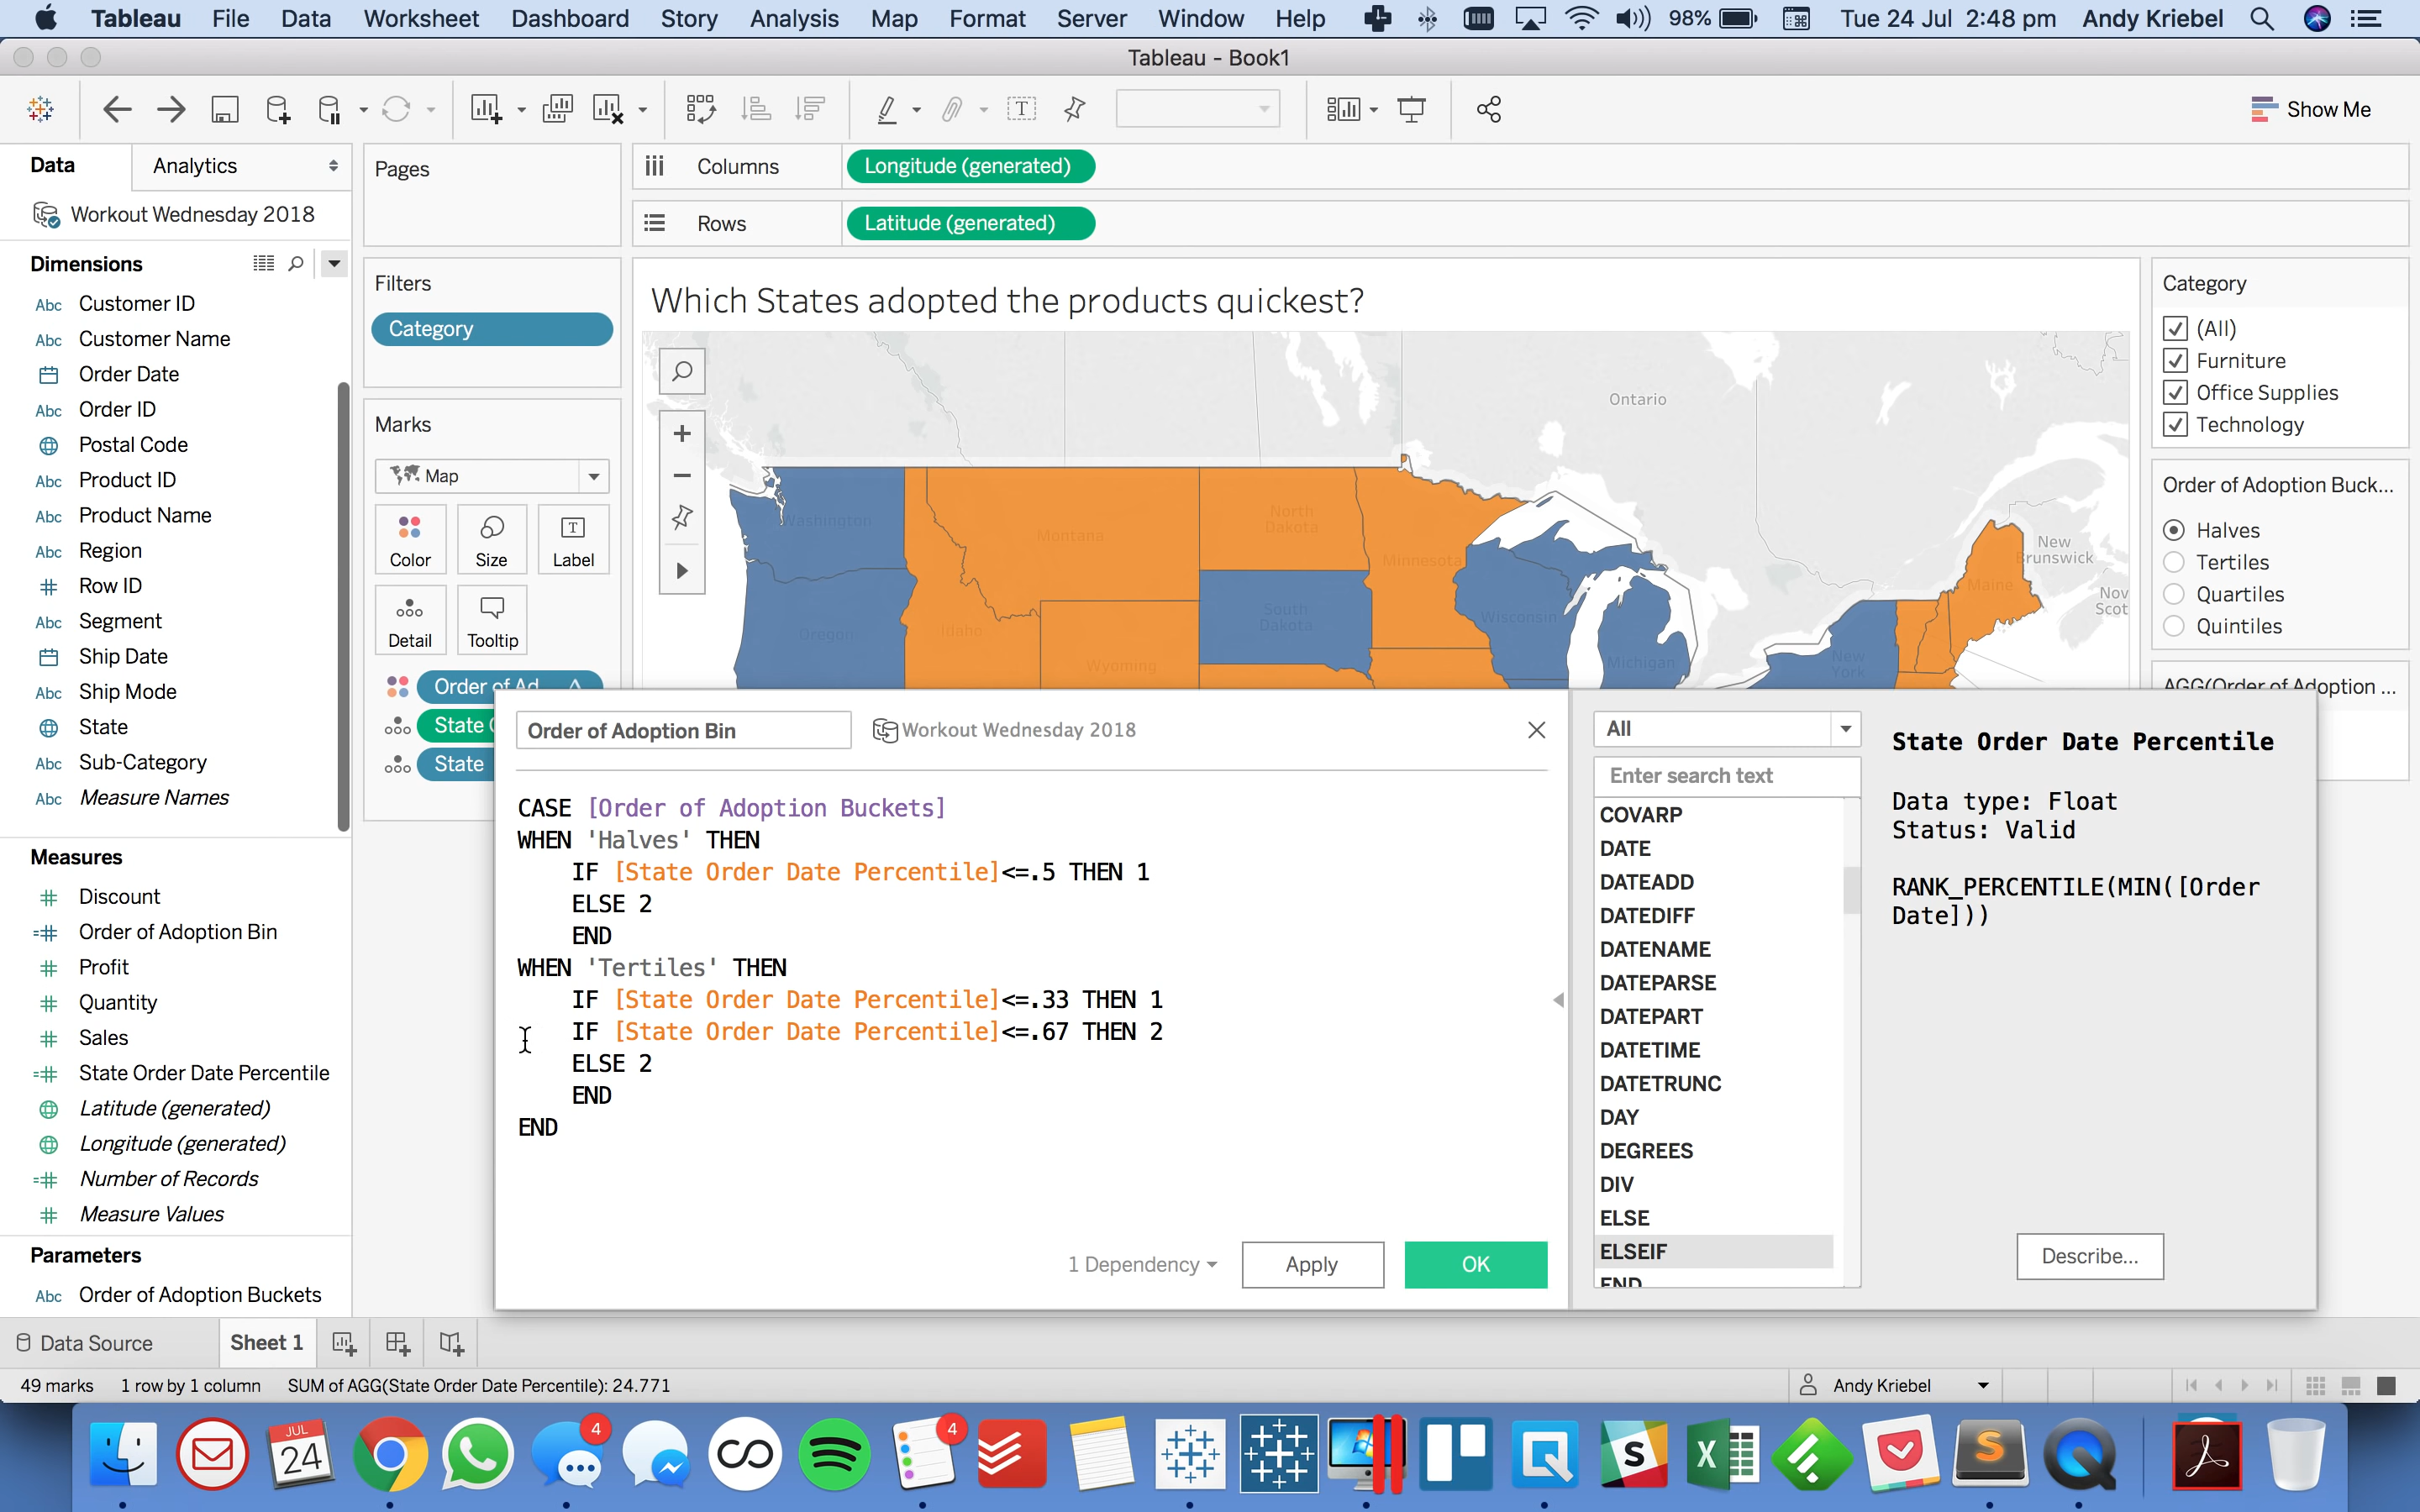 Tableau File Data Worksheet Dashboard Story Analysis Map Format Server Window Help 98% Tue 24 Jul 2:48 pm Andy Kriebel
Tableau - Book1
Show Me
Data Analytics
Workout Wednesday 2018
Dimensions
Abc Customer ID
Abc Customer Name
Order Date
Abc Order ID
Postal Code
Abc Product ID
Abc Product Name
Abc Region
Row ID
Abc Segment
Ship Date
Abc Ship Mode
State
Abc Sub-Category
Abc Measure Names
Measures
Discount
Order of Adoption Bin
Profit
Quantity
Sales
State Order Date Percentile
Latitude (generated)
Longitude (generated)
Number of Records
Measure Values
Parameters
Abc Order of Adoption Buckets
Pages
Filters
Category
Marks
Map
Color Size Label
Detail Tooltip
Order of Ad
State
State
Columns Longitude (generated)
Rows Latitude (generated)
Which States adopted the products quickest?
Ontario
Washington
Montana
North
Dakota
Minnesota
New
Brunswick
Maine
Nov
Scot
Oregon
Idaho
South
Dakota
Wisconsin
Wyoming
Michigan
New
York
Category
(All)
Furniture
Office Supplies
Technology
Order of Adoption Buck...
Halves
Tertiles
Quartiles
Quintiles
AGG(Order of Adoption ...
Order of Adoption Bin Workout Wednesday 2018
CASE [Order of Adoption Buckets]
WHEN 'Halves' THEN
IF [State Order Date Percentile]<=.5 THEN 1
ELSE 2
END
WHEN 'Tertiles' THEN
IF [State Order Date Percentile]<=.33 THEN 1
IF [State Order Date Percentile]<=.67 THEN 2
ELSE 2
END
END
1 Dependency Apply OK
All
Enter search text
COVARP
DATE
DATEADD
DATEDIFF
DATENAME
DATEPARSE
DATEPART
DATETIME
DATETRUNC
DAY
DEGREES
DIV
ELSE
ELSEIF
END
State Order Date Percentile
Data type: Float
Status: Valid
RANK_PERCENTILE(MIN([Order
Date]))
Describe...
Data Source Sheet 1
49 marks 1 row by 1 column SUM of AGG(State Order Date Percentile): 24.771 Andy Kriebel
JUL
24
4
4